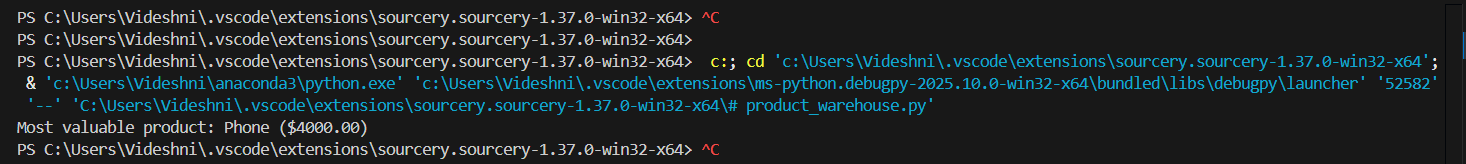 PS C:\Users\Videshni\.vscode\extensions\sourcery.sourcery-1.37.0-win32-x64> ^C
PS C:\Users\Videshni\.vscode\extensions\sourcery.sourcery-1.37.0-win32-x64>
PS C:\Users\Videshni\.vscode\extensions\sourcery.sourcery-1.37.0-win32-x64>  c:; cd 'c:\Users\Videshni\.vscode\extensions\sourcery.sourcery-1.37.0-win32-x64';
 & 'c:\Users\Videshni\anaconda3\python.exe' 'c:\Users\Videshni\.vscode\extensions\ms-python.debugpy-2025.10.0-win32-x64\bundled\libs\debugpy\launcher' '52582'
 '--' 'C:\Users\Videshni\.vscode\extensions\sourcery.sourcery-1.37.0-win32-x64\# product_warehouse.py'
Most valuable product: Phone ($4000.00)
PS C:\Users\Videshni\.vscode\extensions\sourcery.sourcery-1.37.0-win32-x64> ^C